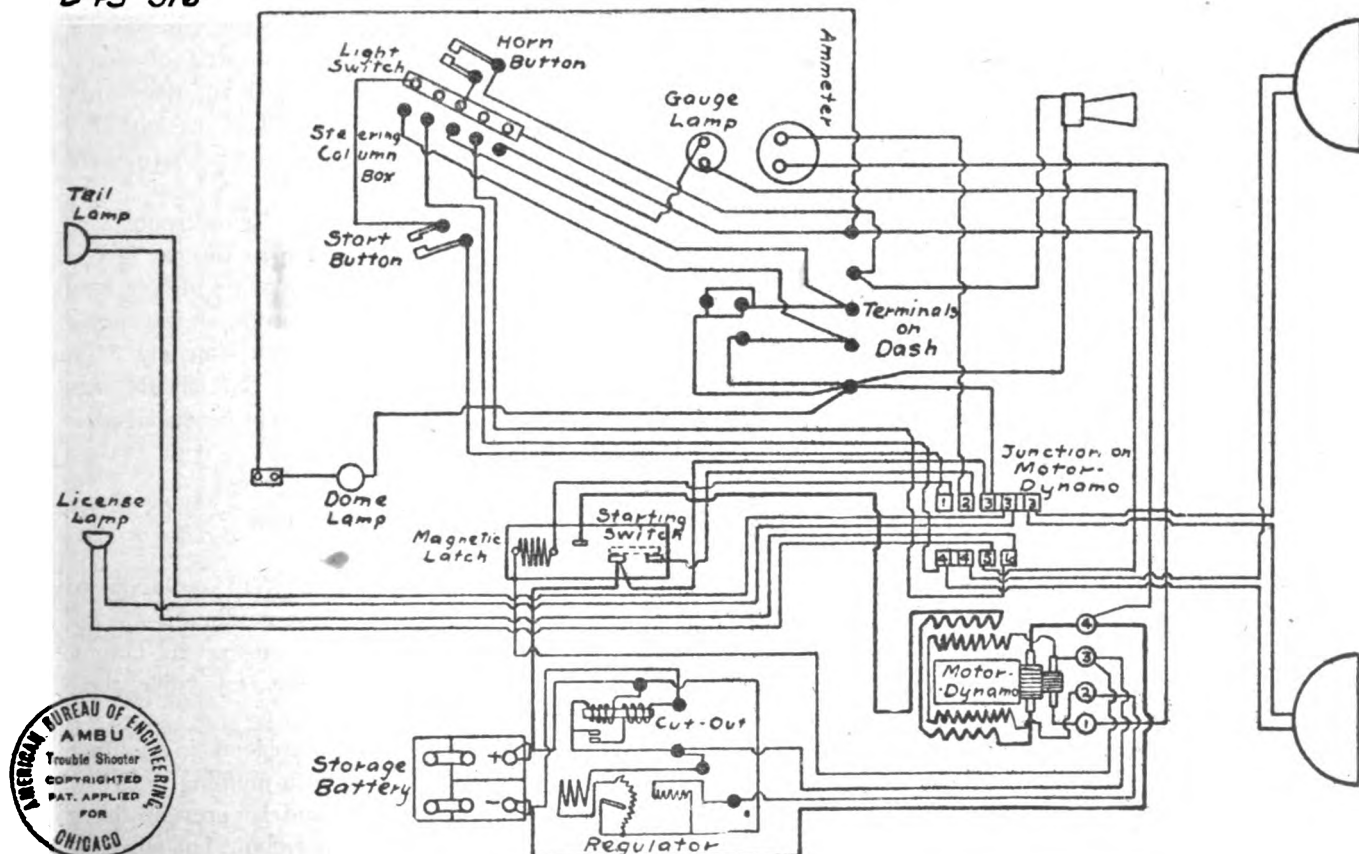 Light
Switch
Horn
Button
Ammeter
Gauge
Lamp
Steering
Column
Box
Tail
Lamp
Start
Button
Terminals
on
Dash
Junction on
Motor-
Dynamo
License
Lamp
Dome
Lamp
Starting
Switch
Magnetic
Latch
1 2 3 3 3
4 4 5 6
4
3
2
1
Motor-
-Dynamo
Cut-Out
Storage
Battery
+
-
Regulator
AMERICAN BUREAU OF ENGINEERING,
AMBU
Trouble Shooter
COPYRIGHTED
PAT. APPLIED
FOR
CHICAGO